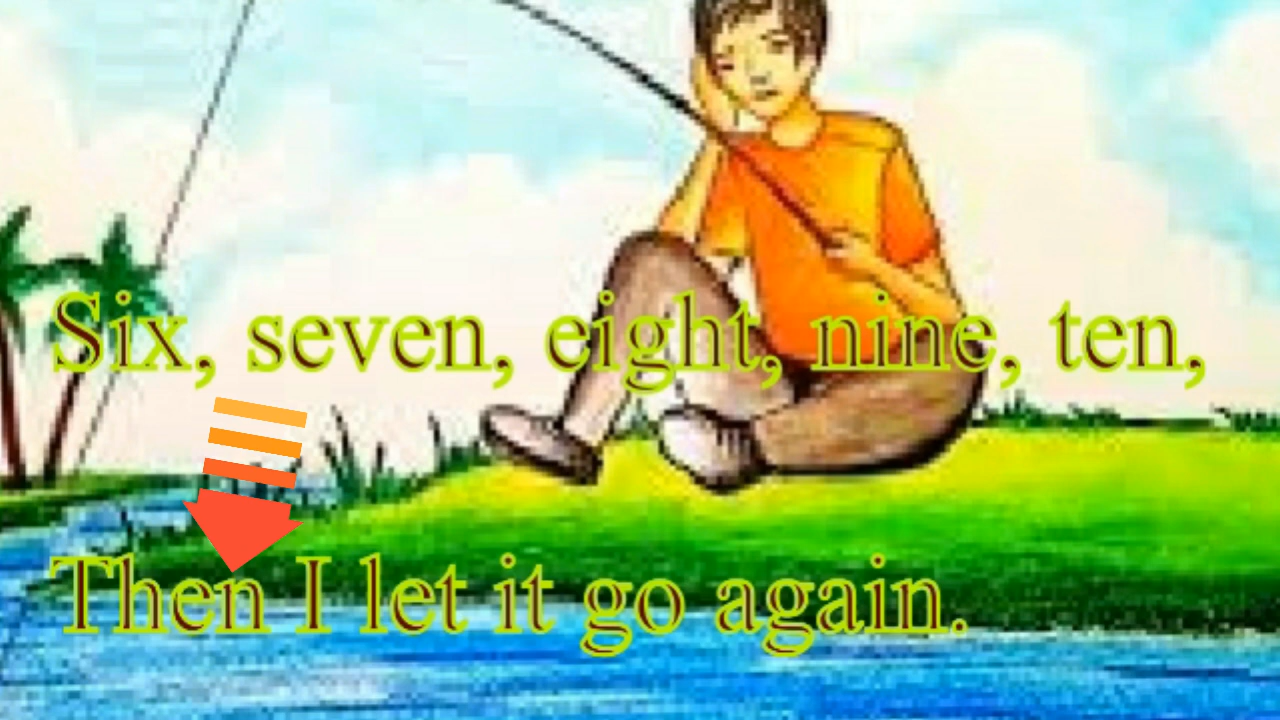 Six, seven, eight, nine, ten,
Then I let it go again.